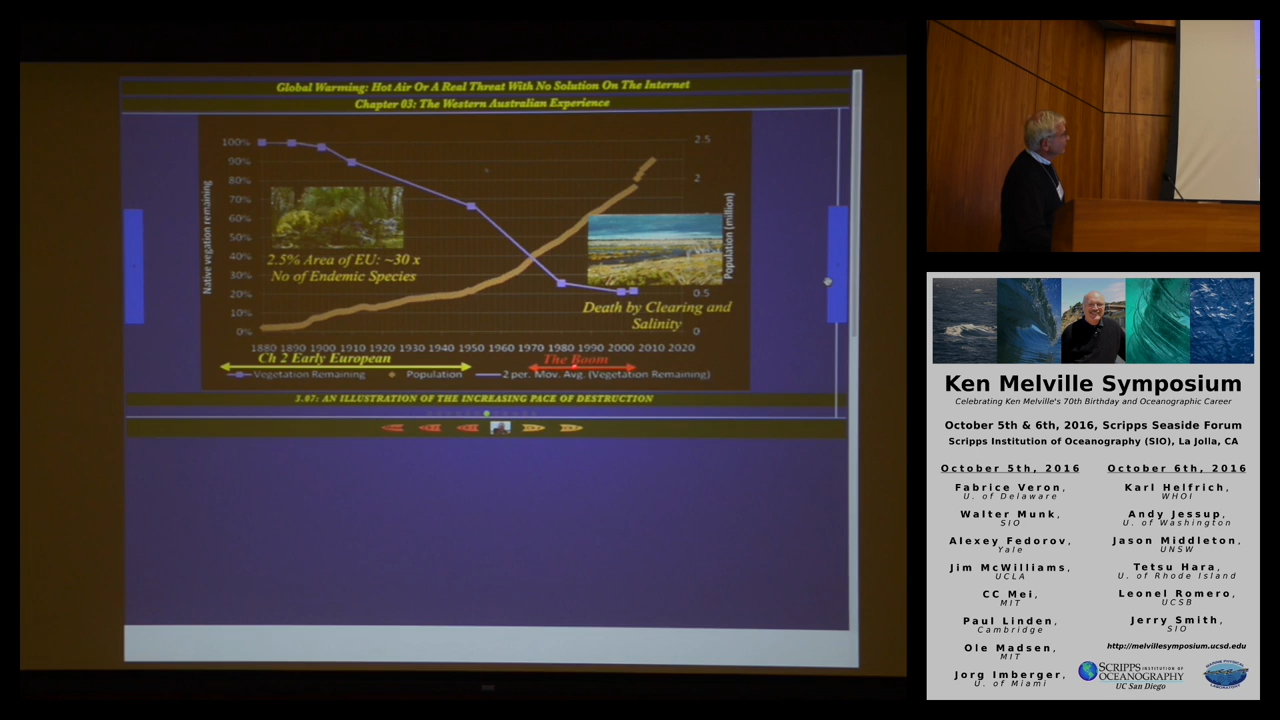 Global Warming: Hot Air Or A Real Threat With No Solution On The Internet
Chapter 03: The Western Australian Experience
100%
90%
80%
70%
60%
50%
40%
30%
20%
10%
0%
Native vegation remaining
2.5
2
0.5
0
Population (million)
2.5% Area of EU: ~30 x
No of Endemic Species
Death by Clearing and
Salinity
1880 1890 1900 1910 1920 1930 1940 1950 1960 1970 1980 1990 2000 2010 2020
Ch 2 Early European
The Boom
Vegetation Remaining Population 2 per. Mov. Avg. (Vegetation Remaining)
3.07: AN ILLUSTRATION OF THE INCREASING PACE OF DESTRUCTION
Ken Melville Symposium
Celebrating Ken Melville's 70th Birthday and Oceanographic Career
October 5th & 6th, 2016, Scripps Seaside Forum
Scripps Institution of Oceanography (SIO), La Jolla, CA
October 5th, 2016
Fabrice Veron,
U. of Delaware
Walter Munk,
SIO
Alexey Fedorov,
Yale
Jim McWilliams,
UCLA
CC Mei,
MIT
Paul Linden,
Cambridge
Ole Madsen,
MIT
Jorg Imberger,
U. of Miami
October 6th, 2016
Karl Helfrich,
WHOI
Andy Jessup,
U. of Washington
Jason Middleton,
UNSW
Tetsu Hara,
U. of Rhode Island
Leonel Romero,
UCSB
Jerry Smith,
SIO
http://melvillesymposium.ucsd.edu
SCRIPPS INSTITUTION OF
OCEANOGRAPHY
UC San Diego